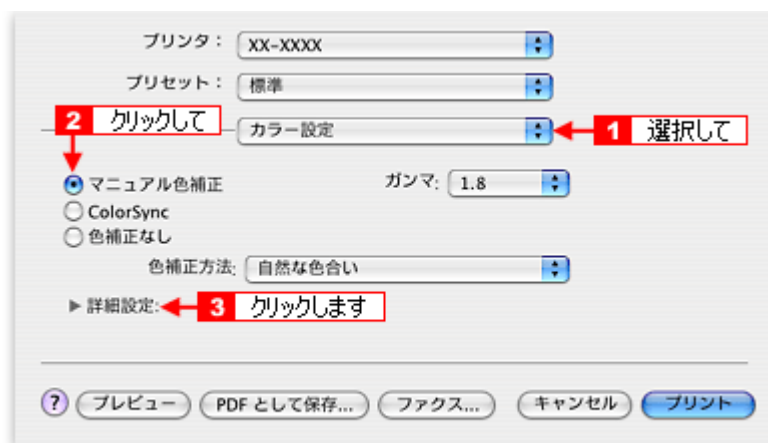 プリンタ： XX-XXXX
プリセット： 標準
2 クリックして カラー設定 1 選択して
マニュアル色補正 ガンマ: 1.8
ColorSync
色補正なし
色補正方法: 自然な色合い
▶ 詳細設定: 3 クリックします
? プレビュー PDF として保存... ファクス... キャンセル プリント